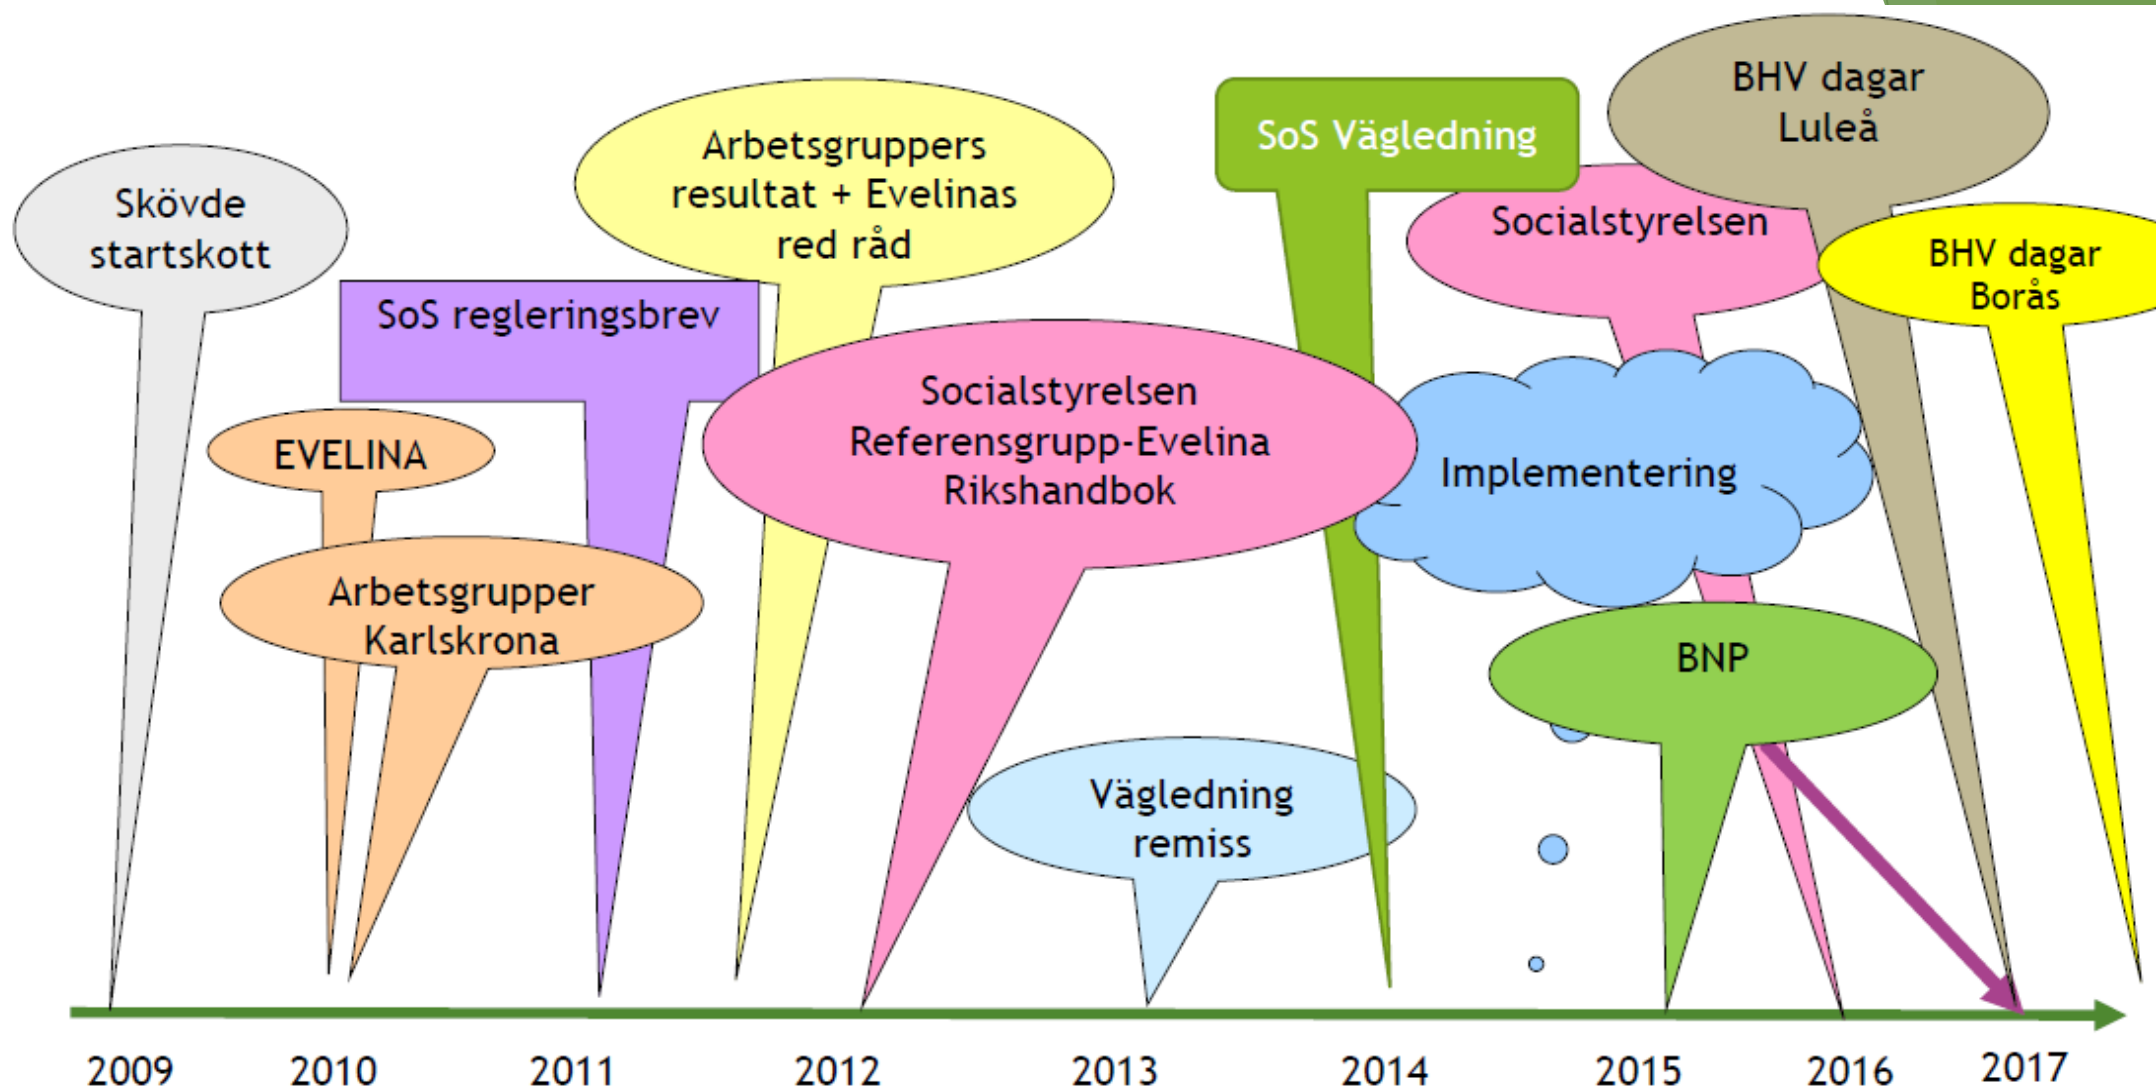 Skövde
startskott
EVELINA
Arbetsgrupper
Karlskrona
SoS regleringsbrev
Arbetsgruppers
resultat + Evelinas
red råd
Socialstyrelsen
Referensgrupp-Evelina
Rikshandbok
Vägledning
remiss
SoS Vägledning
Socialstyrelsen
Implementering
BNP
BHV dagar
Luleå
BHV dagar
Borås
2009 2010 2011 2012 2013 2014 2015 2016 2017